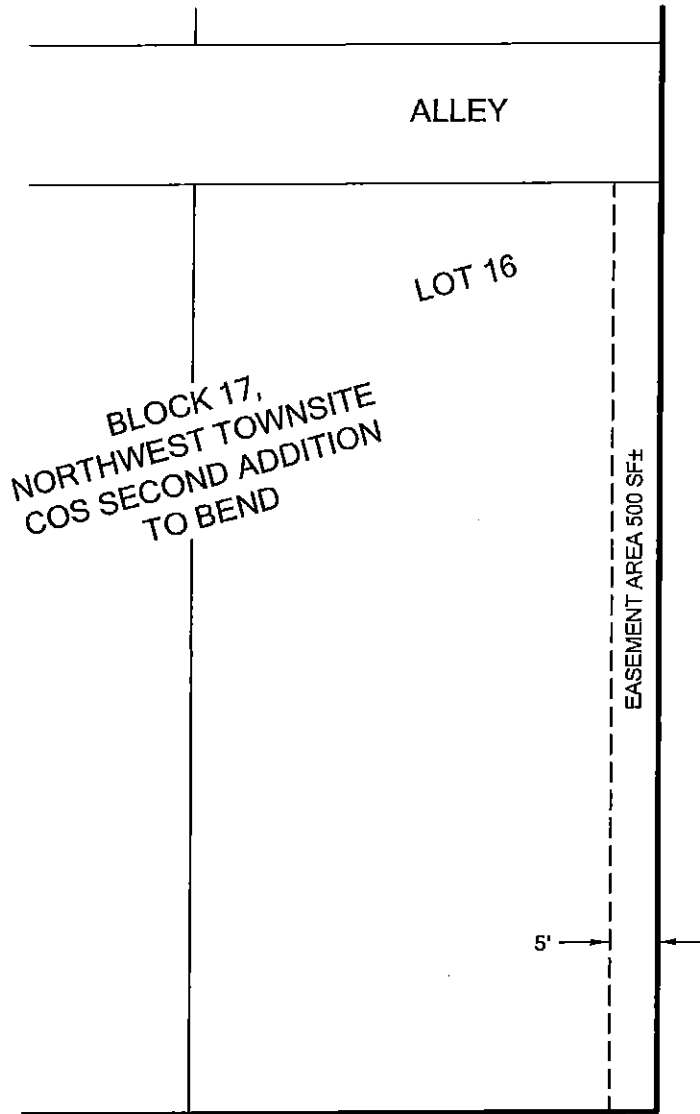 ALLEY
LOT 16
BLOCK 17,
NORTHWEST TOWNSITE
COS SECOND ADDITION
TO BEND
EASEMENT AREA 500 SF±
5'